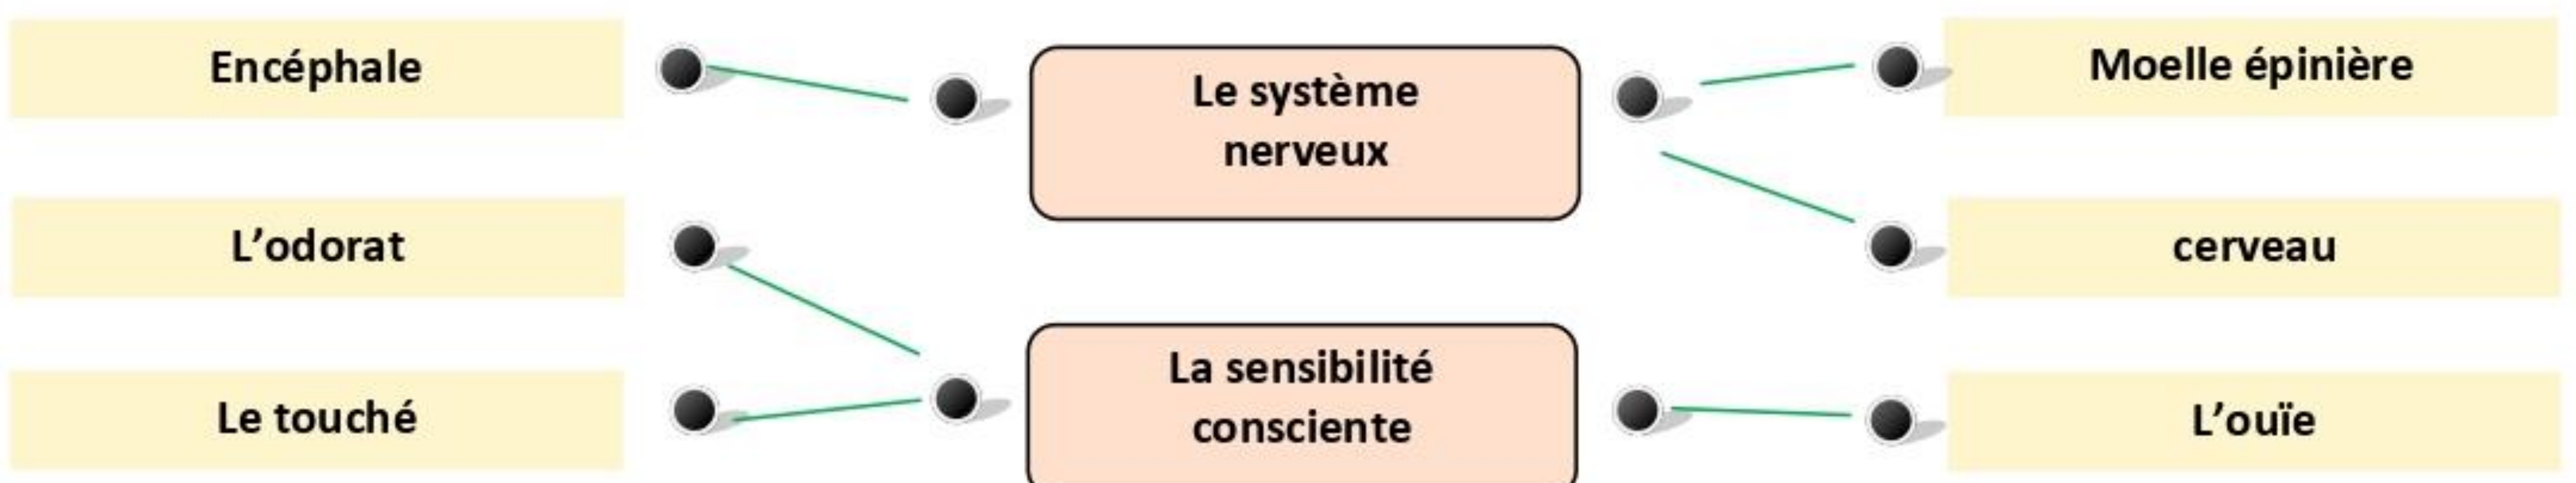 Encéphale
Le système
nerveux
Moelle épinière
L’odorat
cerveau
Le touché
La sensibilité
consciente
L’ouïe